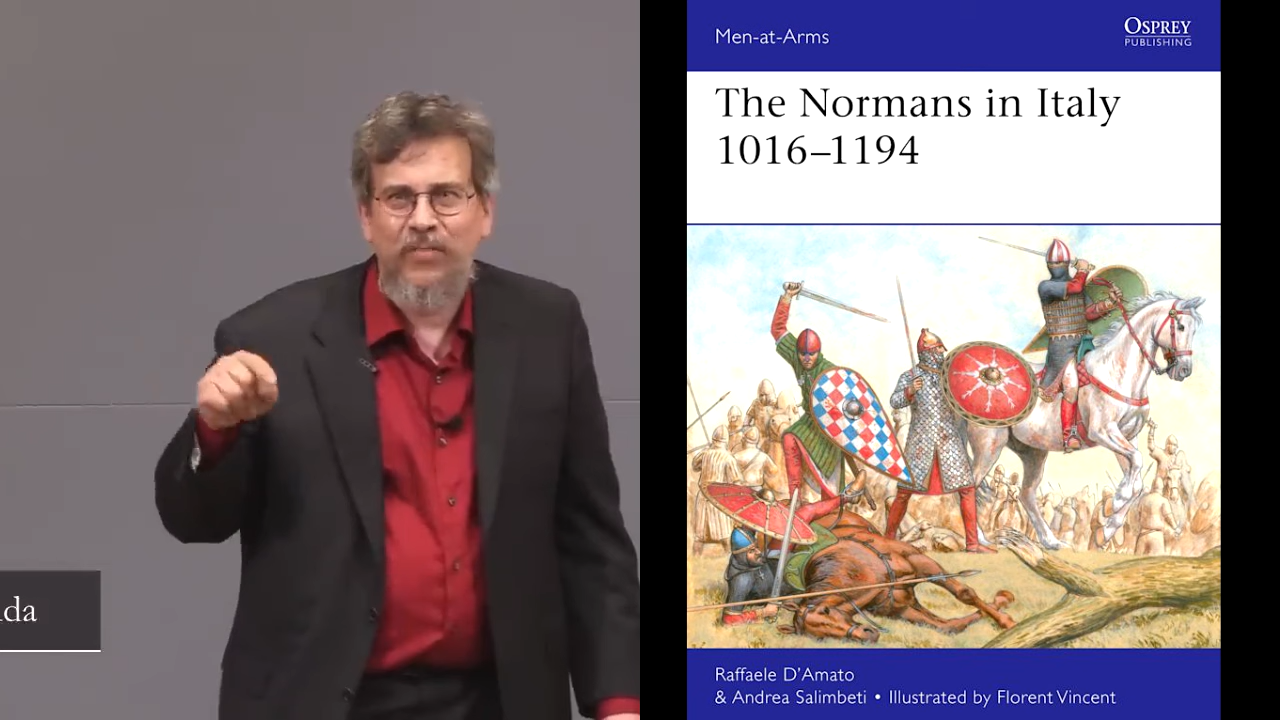 Men-at-Arms
OSPREY
PUBLISHING
The Normans in Italy
1016–1194
Raffaele D'Amato
& Andrea Salimbeti • Illustrated by Florent Vincent